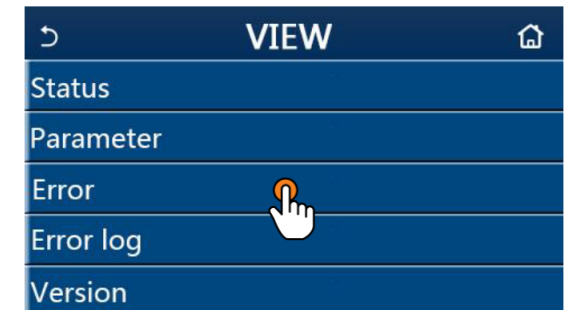 VIEW
Status
Parameter
Error
Error log
Version